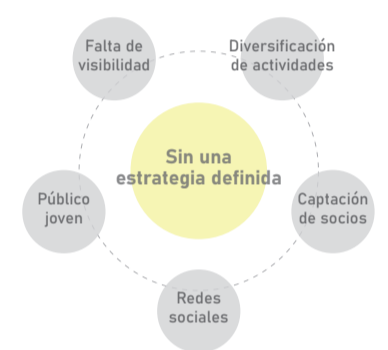 Falta de
visibilidad
Diversificación
de actividades
Sin una
estrategia definida
Público
joven
Captación
de socios
Redes
sociales